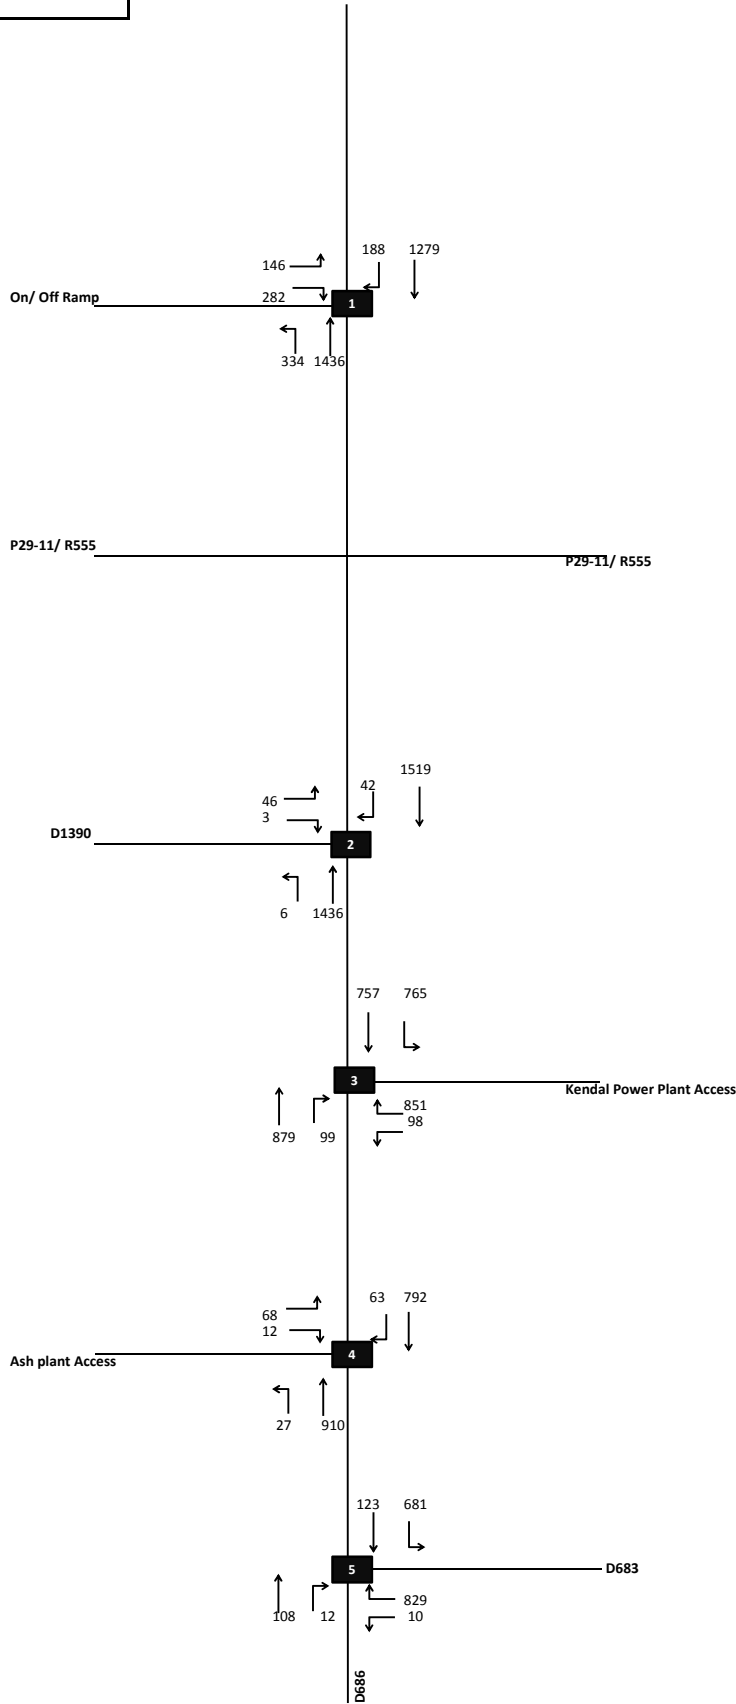 188 1279
146
282
On/ Off Ramp
1
334 1436
P29-11/ R555
P29-11/ R555
1519
42
46
3
D1390
2
6 1436
757 765
3
Kendal Power Plant Access
851
98
879 99
63 792
68
12
4
Ash plant Access
27 910
123 681
5
D683
829
108 12 10
D686